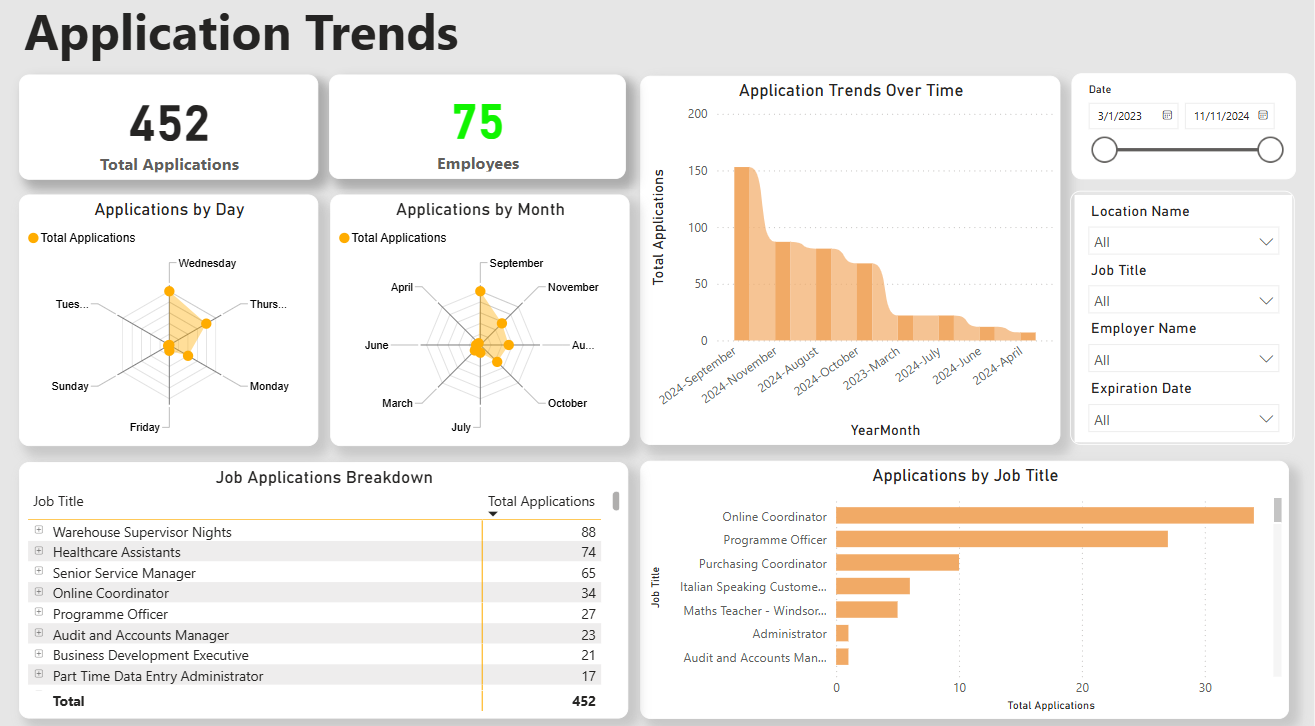 Application Trends
452
Total Applications
75
Employees
Application Trends Over Time
200
150
100
50
0
Total Applications
2024-September
2024-November
2024-August
2024-October
2023-March
2024-July
2024-June
2024-April
YearMonth
Date
3/1/2023
11/11/2024
Location Name
All
Job Title
All
Employer Name
All
Expiration Date
All
Applications by Day
Total Applications
Wednesday
Thurs...
Monday
Friday
Sunday
Tues...
Applications by Month
Total Applications
September
November
Au...
October
July
March
June
April
Job Applications Breakdown
Job Title Total Applications
Warehouse Supervisor Nights 88
Healthcare Assistants 74
Senior Service Manager 65
Online Coordinator 34
Programme Officer 27
Audit and Accounts Manager 23
Business Development Executive 21
Part Time Data Entry Administrator 17
Total 452
Applications by Job Title
Job Title
Online Coordinator
Programme Officer
Purchasing Coordinator
Italian Speaking Custome...
Maths Teacher - Windsor...
Administrator
Audit and Accounts Man...
0 10 20 30
Total Applications